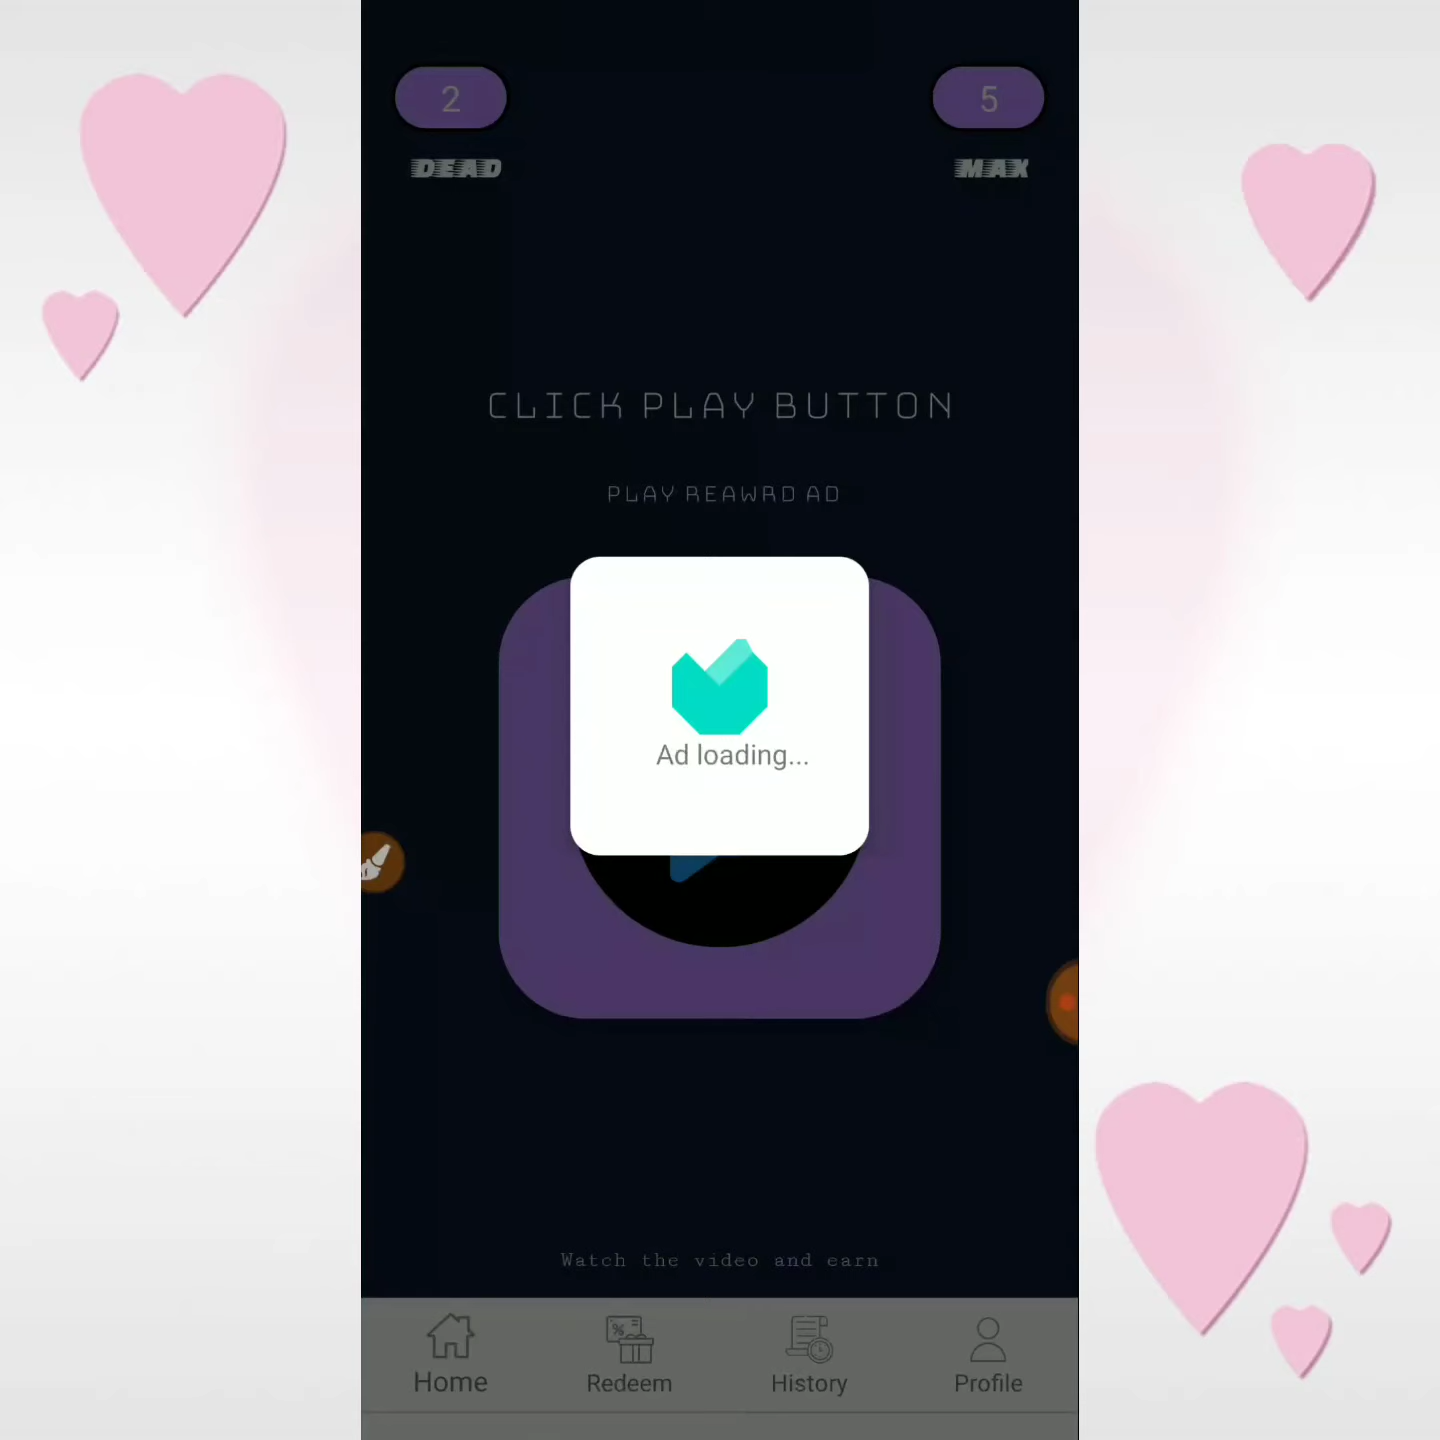 2
5
DEAD
MAX
CLICK PLAY BUTTON
PLAY REAWRD AD
Ad loading...
Watch the video and earn
%
Home
Redeem
History
Profile